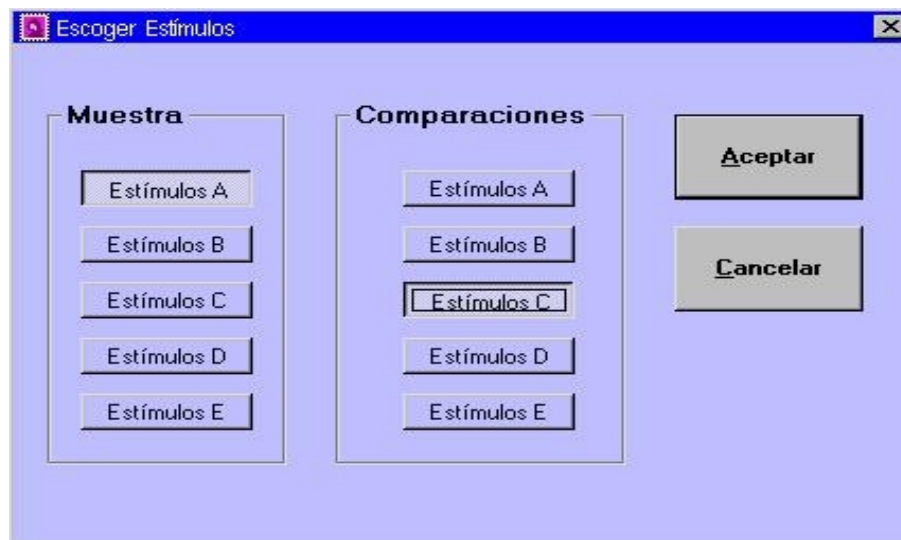 Escoger Estímulos
Muestra
Estímulos A
Estímulos B
Estímulos C
Estímulos D
Estímulos E
Comparaciones
Estímulos A
Estímulos B
Estímulos C
Estímulos D
Estímulos E
Aceptar
Cancelar